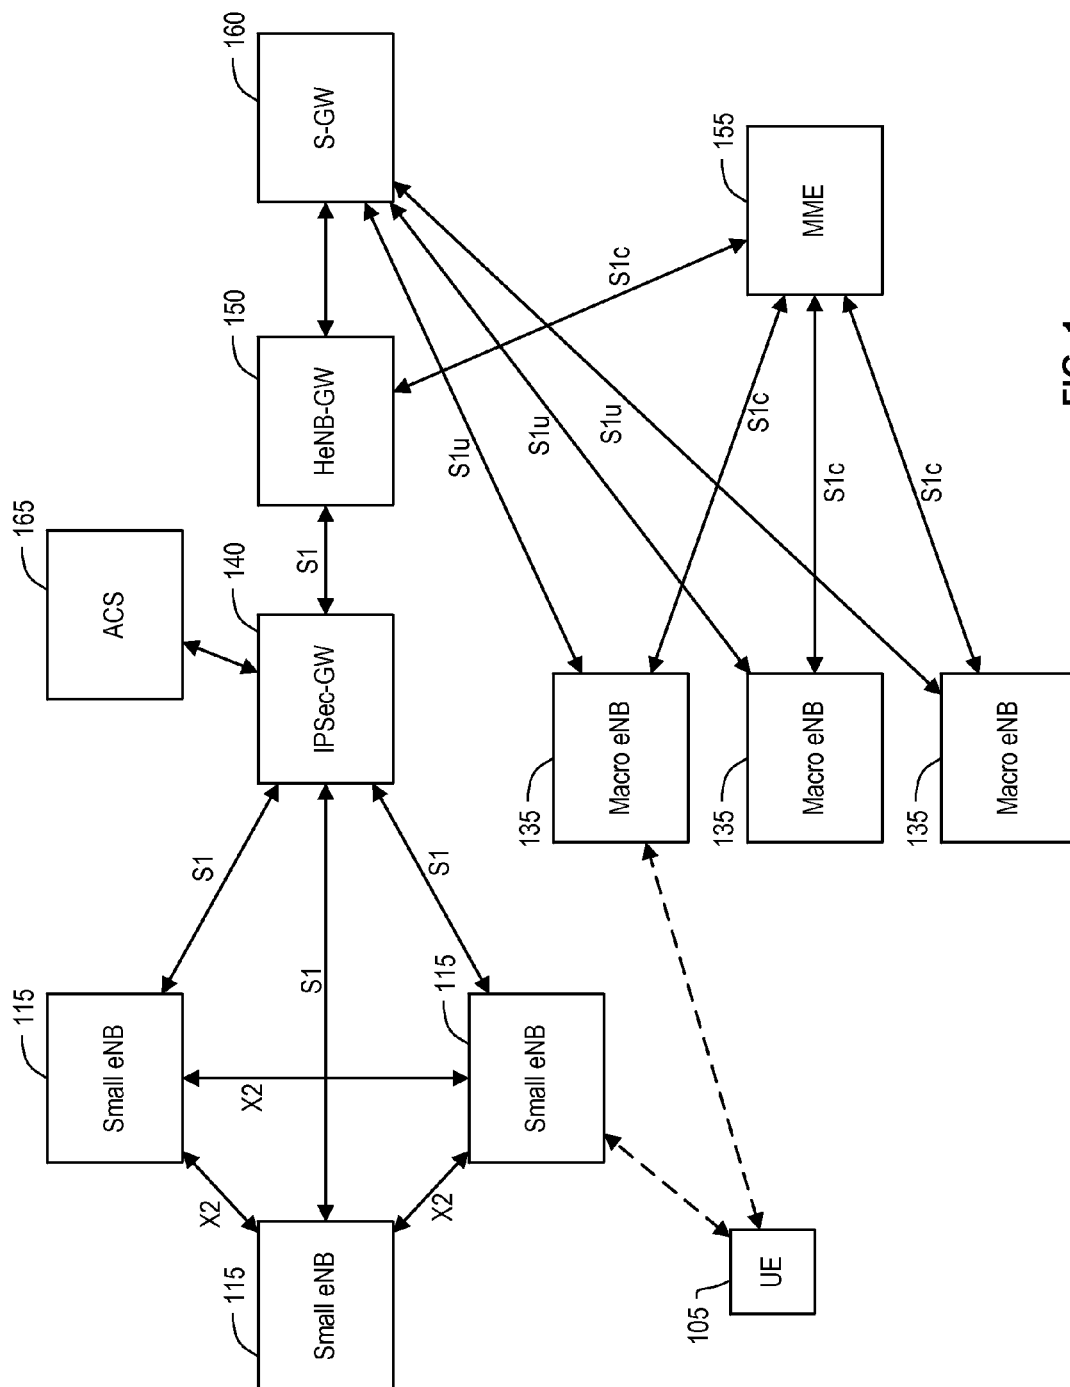 115
Small eNB
115
Small eNB
115
Small eNB
X2
X2
X2
S1
S1
S1
ACS
165
IPSec-GW
140
S1
HeNB-GW
150
S-GW
160
S1u
S1u
S1u
S1c
MME
155
S1c
S1c
S1c
135
Macro eNB
135
Macro eNB
135
Macro eNB
105
UE